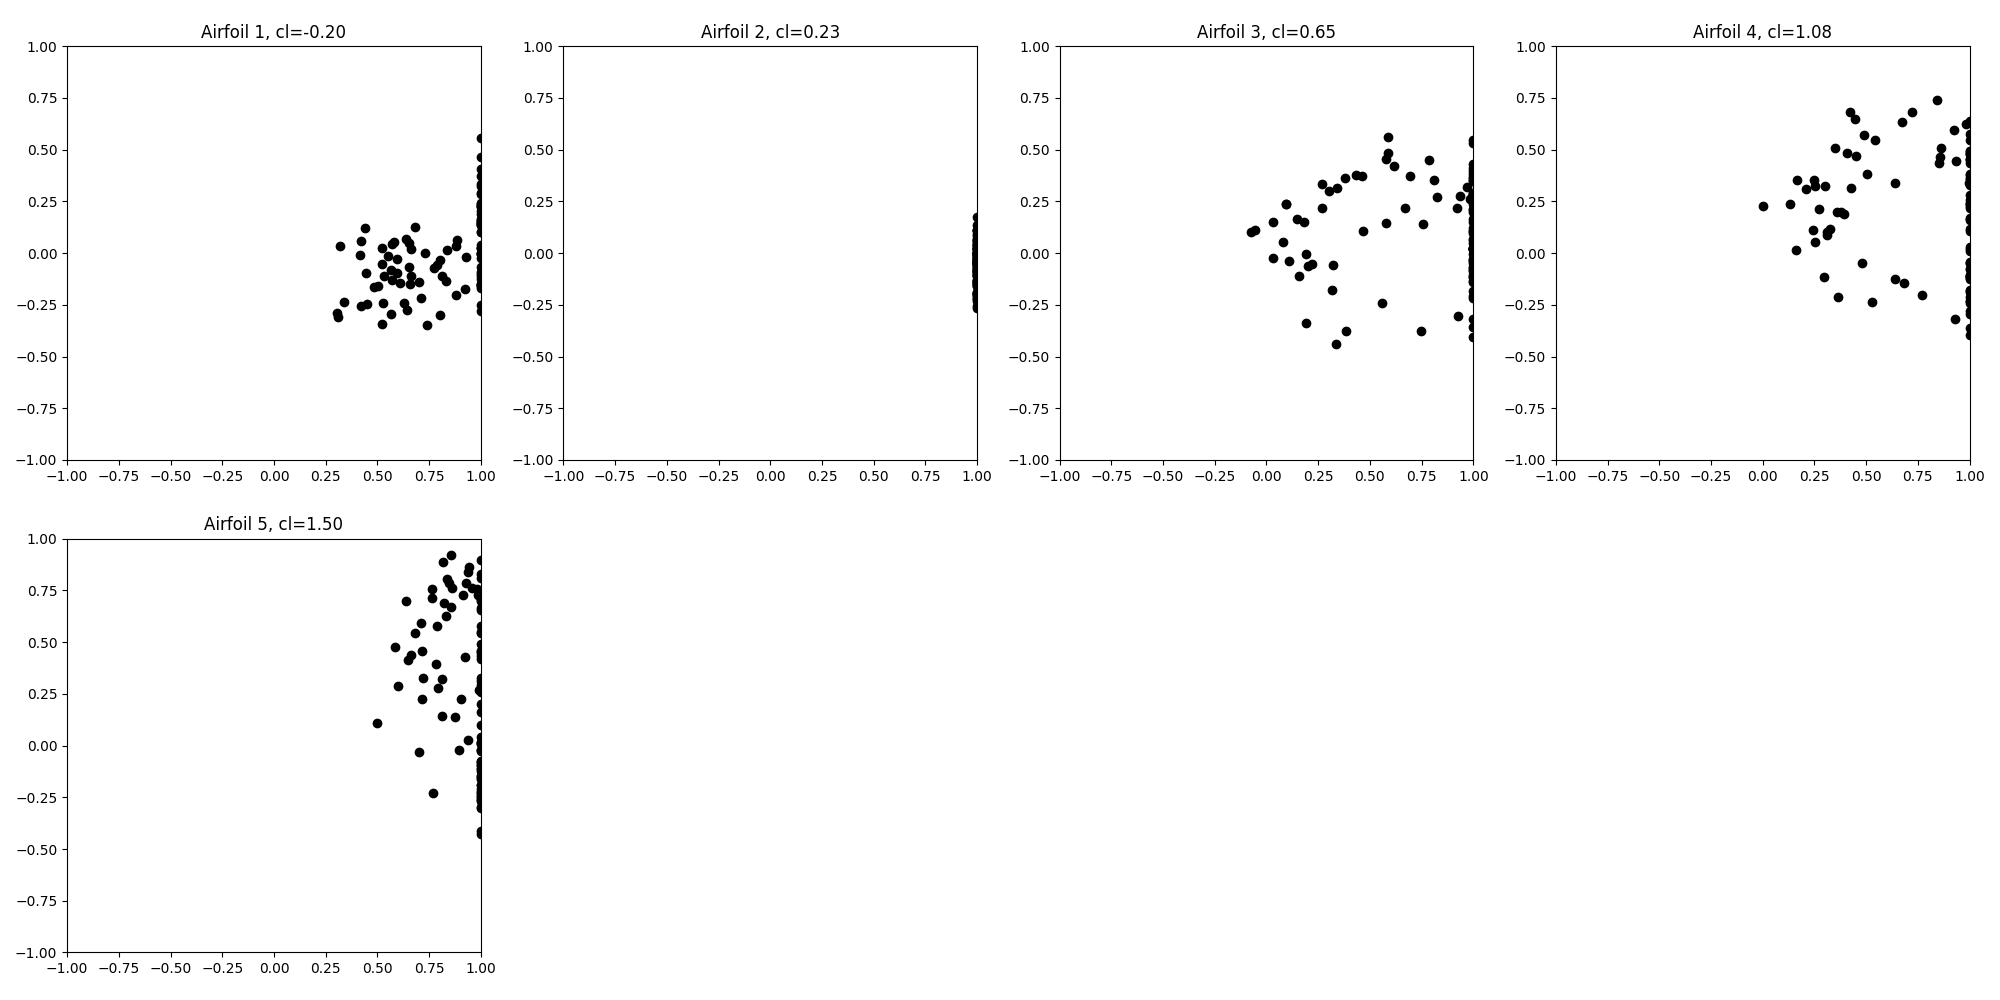 Airfoil 1, cl=-0.20
Airfoil 2, cl=0.23
Airfoil 3, cl=0.65
Airfoil 4, cl=1.08
1.00 1.00 1.00 1.00
0.75 0.75 0.75 0.75
0.50 0.50 0.50 0.50
0.25 0.25 0.25 0.25
0.00 0.00 0.00 0.00
−0.25 −0.25 −0.25 −0.25
−0.50 −0.50 −0.50 −0.50
−0.75 −0.75 −0.75 −0.75
−1.00 −1.00 −1.00 −1.00
−1.00 −0.75 −0.50 −0.25 0.00 0.25 0.50 0.75 1.00
−1.00 −0.75 −0.50 −0.25 0.00 0.25 0.50 0.75 1.00
−1.00 −0.75 −0.50 −0.25 0.00 0.25 0.50 0.75 1.00
−1.00 −0.75 −0.50 −0.25 0.00 0.25 0.50 0.75 1.00
Airfoil 5, cl=1.50
1.00
0.75
0.50
0.25
0.00
−0.25
−0.50
−0.75
−1.00
−1.00 −0.75 −0.50 −0.25 0.00 0.25 0.50 0.75 1.00